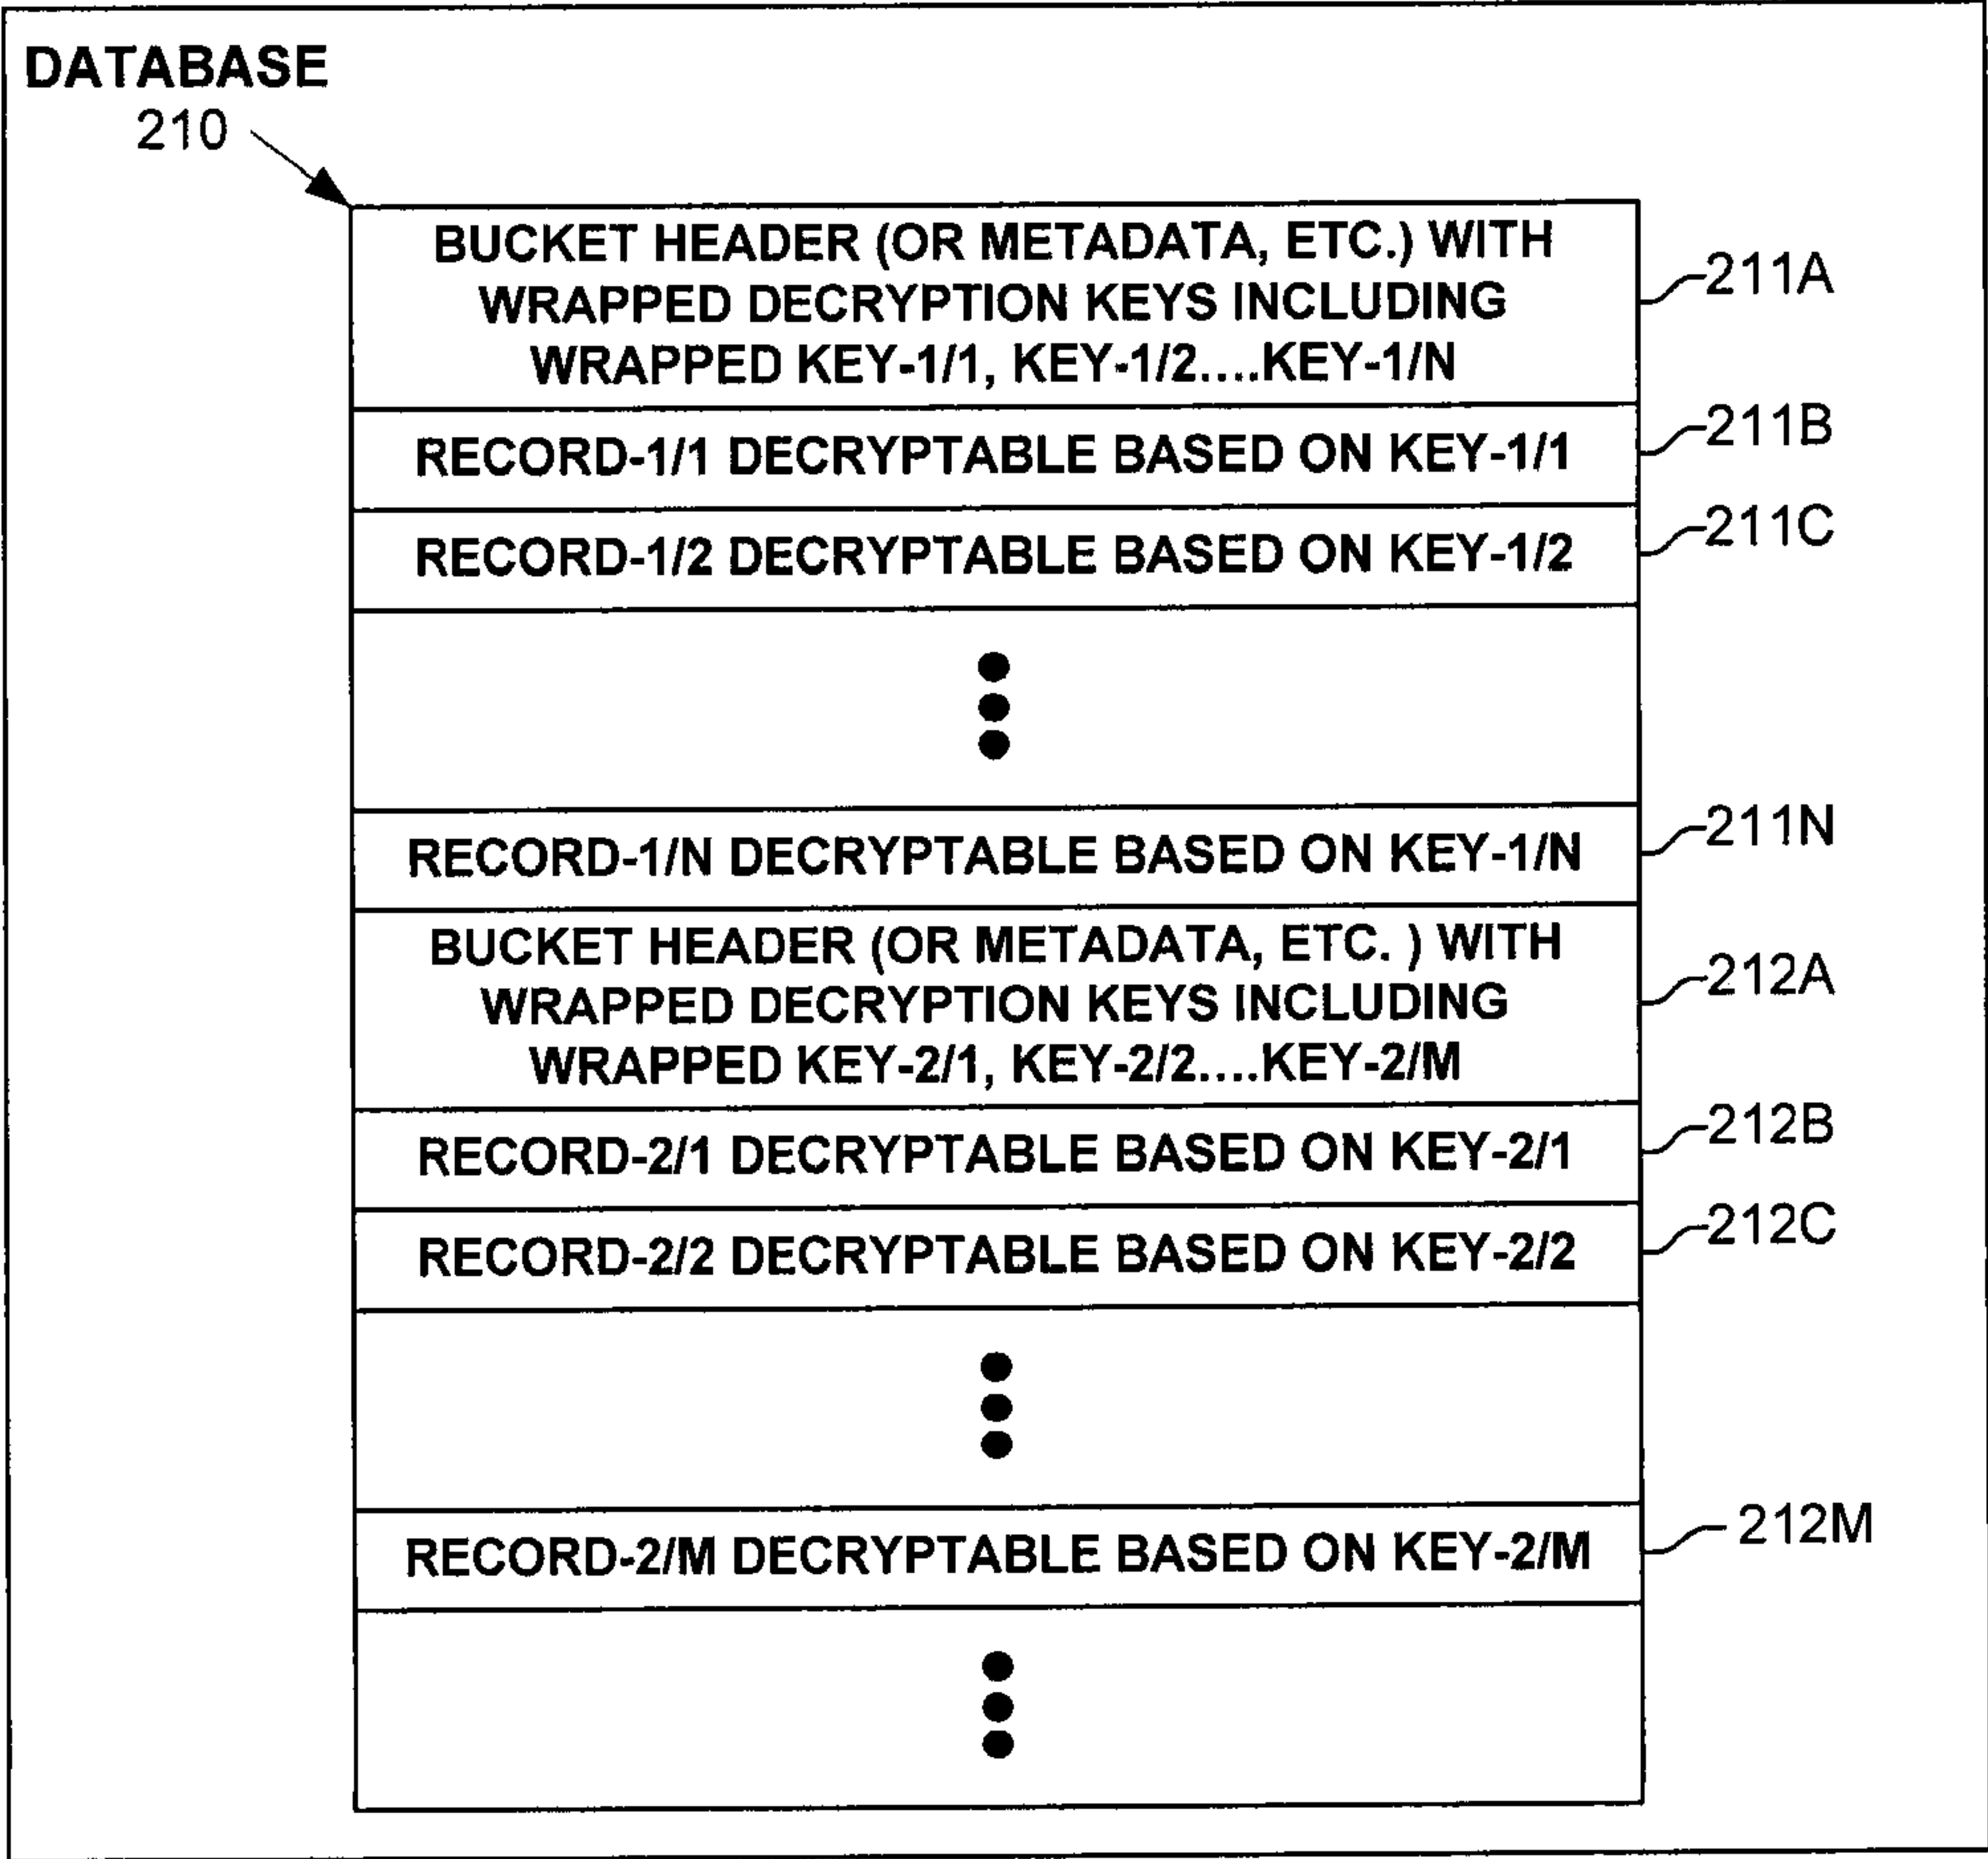 DATABASE
210
BUCKET HEADER (OR METADATA, ETC.) WITH
WRAPPED DECRYPTION KEYS INCLUDING
WRAPPED KEY-1/1, KEY-1/2....KEY-1/N
211A
RECORD-1/1 DECRYPTABLE BASED ON KEY-1/1
211B
RECORD-1/2 DECRYPTABLE BASED ON KEY-1/2
211C
RECORD-1/N DECRYPTABLE BASED ON KEY-1/N
211N
BUCKET HEADER (OR METADATA, ETC. ) WITH
WRAPPED DECRYPTION KEYS INCLUDING
WRAPPED KEY-2/1, KEY-2/2....KEY-2/M
212A
RECORD-2/1 DECRYPTABLE BASED ON KEY-2/1
212B
RECORD-2/2 DECRYPTABLE BASED ON KEY-2/2
212C
RECORD-2/M DECRYPTABLE BASED ON KEY-2/M
212M